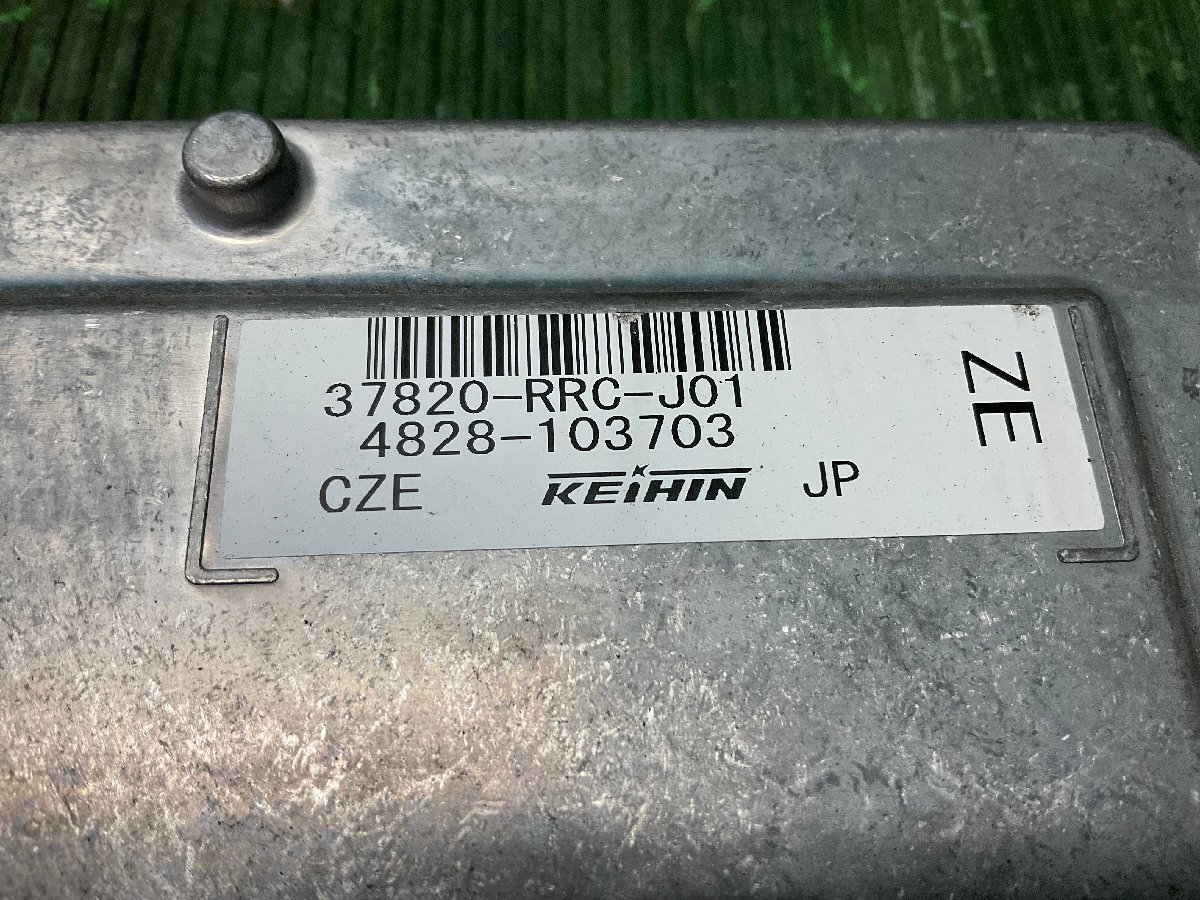 37820-RRC-J01
4828-103703
CZE KEIHIN JP
ZE